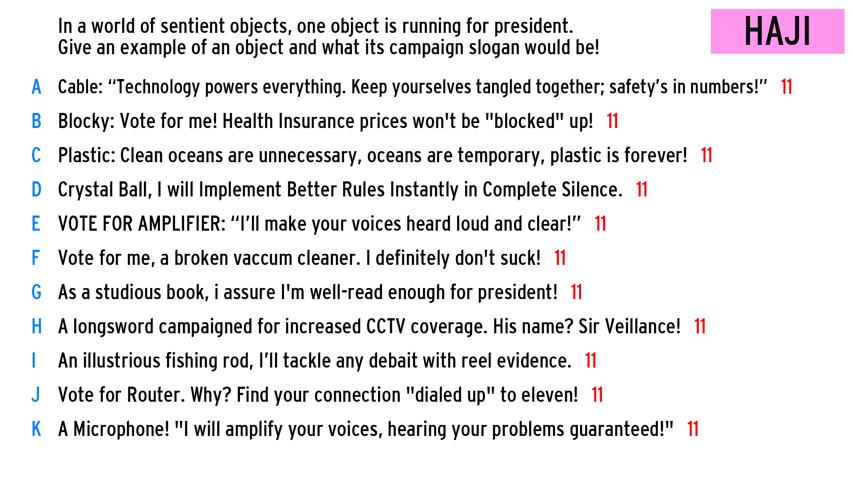 In a world of sentient objects, one object is running for president.
Give an example of an object and what its campaign slogan would be!
HAJI
A Cable: “Technology powers everything. Keep yourselves tangled together; safety’s in numbers!” 11
B Blocky: Vote for me! Health Insurance prices won't be "blocked" up! 11
C Plastic: Clean oceans are unnecessary, oceans are temporary, plastic is forever! 11
D Crystal Ball, I will Implement Better Rules Instantly in Complete Silence. 11
E VOTE FOR AMPLIFIER: “I’ll make your voices heard loud and clear!” 11
F Vote for me, a broken vaccum cleaner. I definitely don't suck! 11
G As a studious book, i assure I'm well-read enough for president! 11
H A longsword campaigned for increased CCTV coverage. His name? Sir Veillance! 11
I An illustrious fishing rod, I’ll tackle any debait with reel evidence. 11
J Vote for Router. Why? Find your connection "dialed up" to eleven! 11
K A Microphone! "I will amplify your voices, hearing your problems guaranteed!" 11